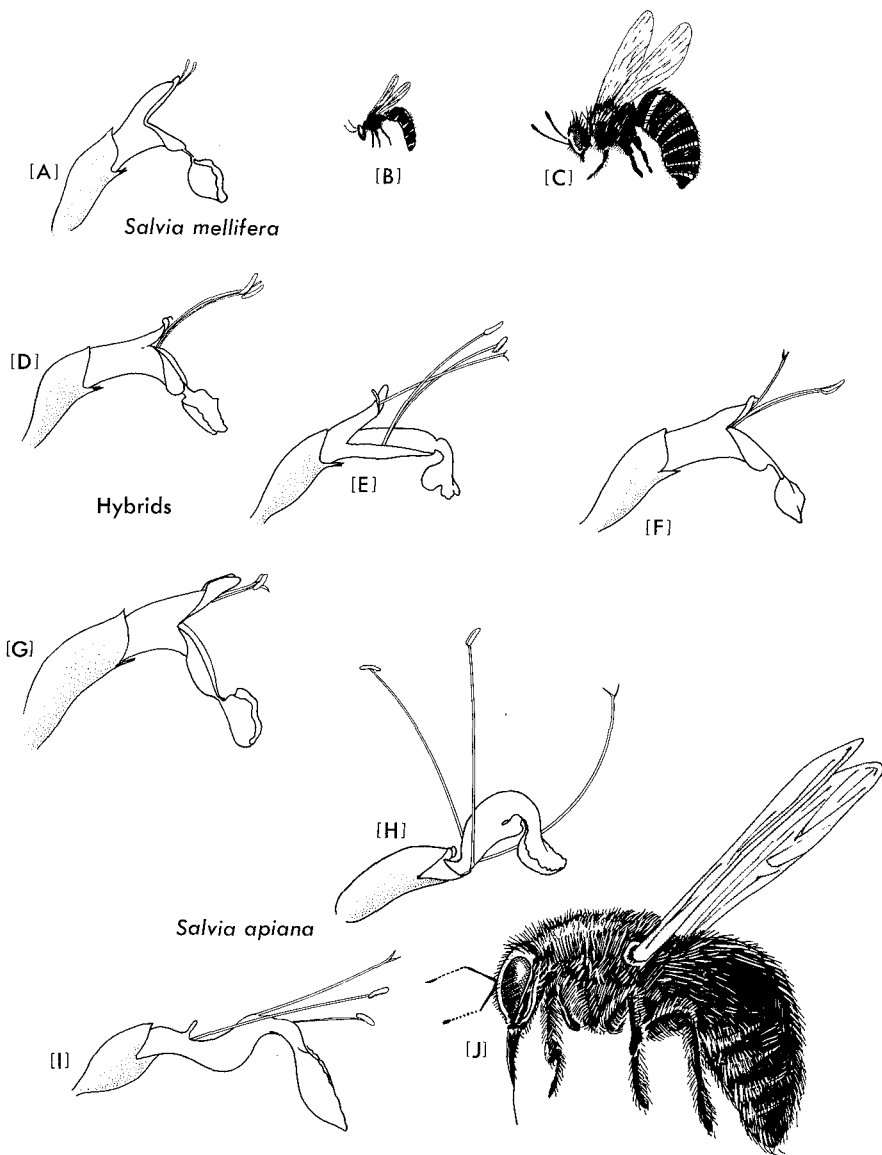 [A]
[B]
[C]
Salvia mellifera
[D]
[E]
Hybrids
[F]
[G]
[H]
Salvia apiana
[I]
[J]